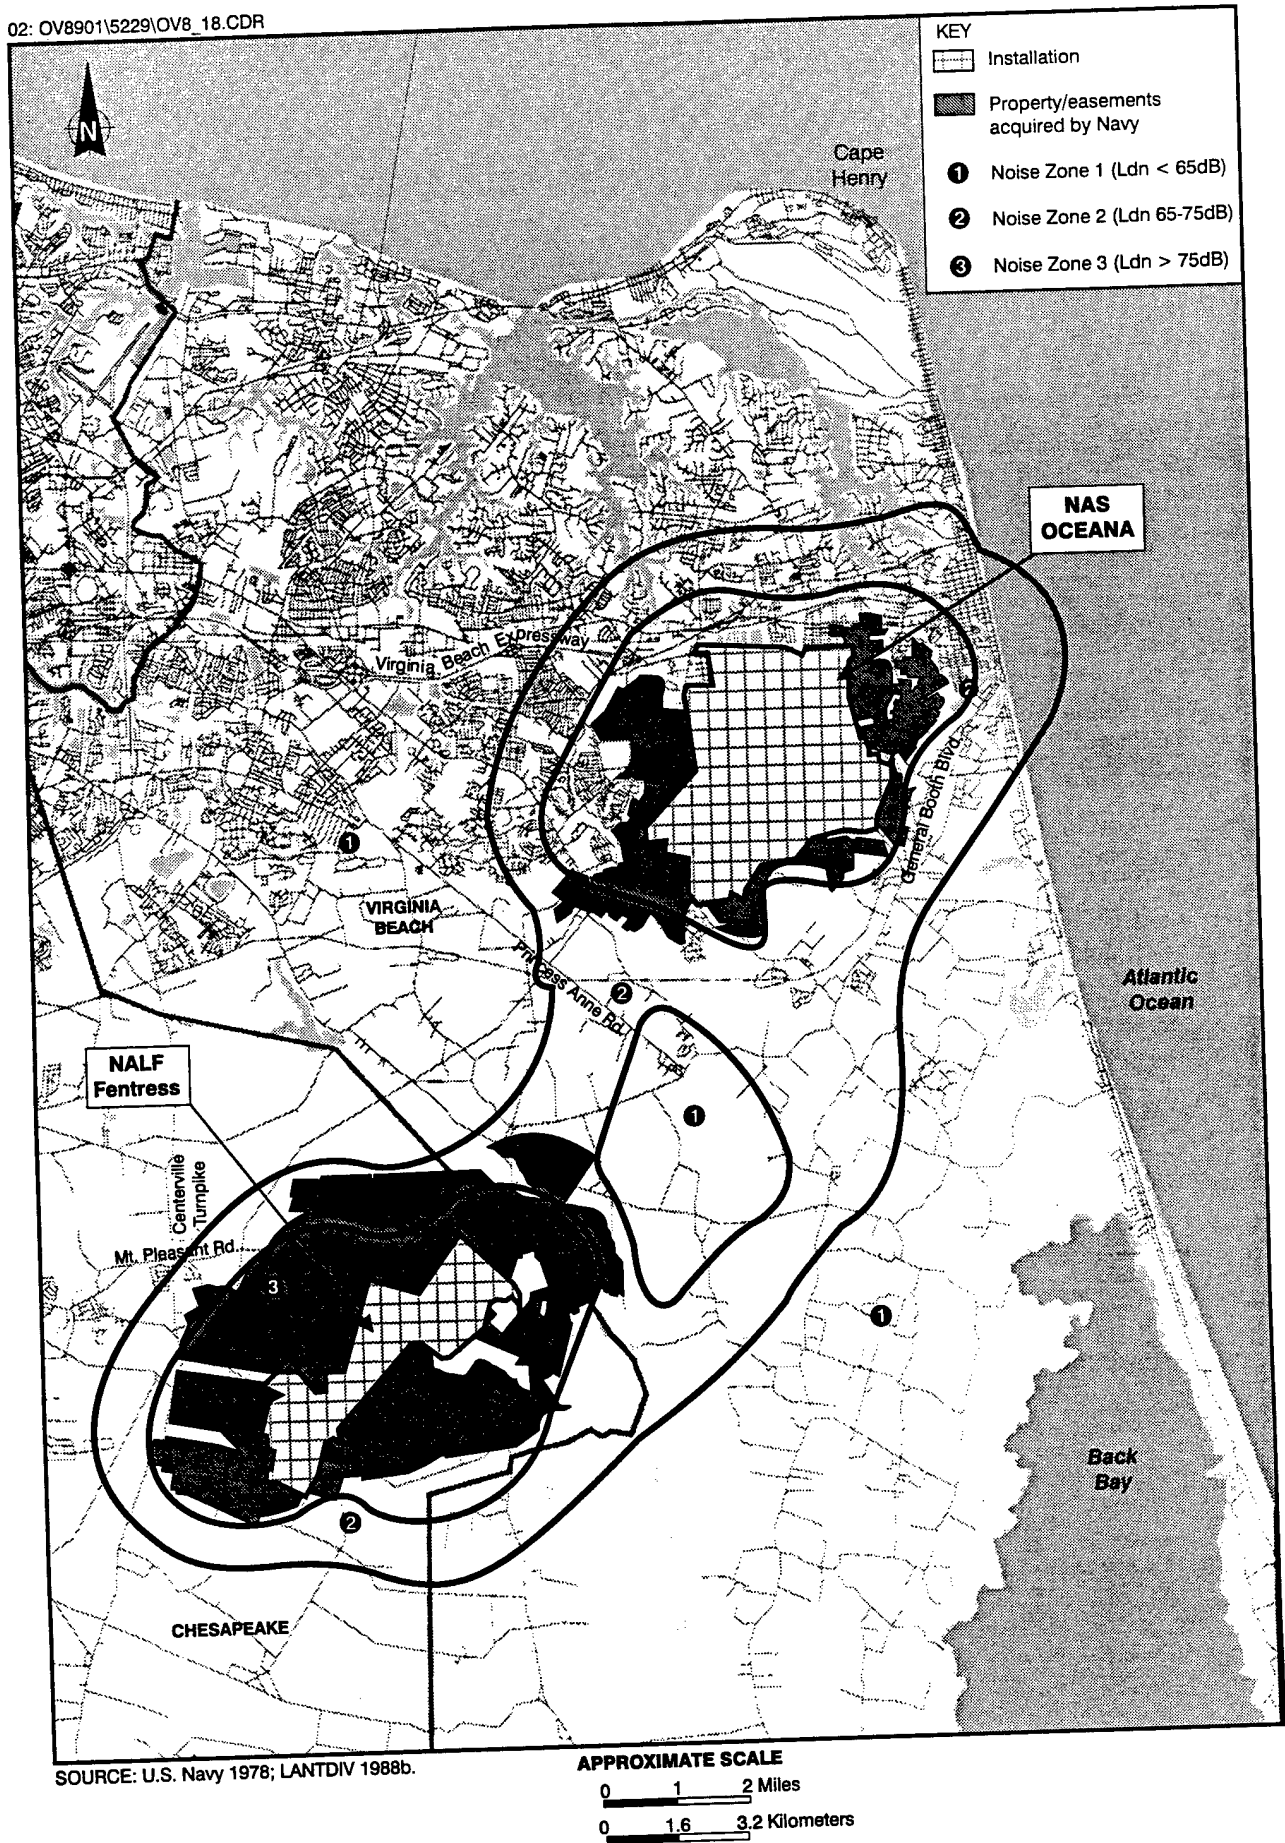 02: OV8901\5229\OV8_18.CDR
KEY
Installation
Property/easements
acquired by Navy
1 Noise Zone 1 (Ldn < 65dB)
2 Noise Zone 2 (Ldn 65-75dB)
3 Noise Zone 3 (Ldn > 75dB)
N
Cape
Henry
NAS
OCEANA
Virginia Beach Expressway
General Booth Blvd.
1
VIRGINIA
BEACH
Princess Anne Rd.
2
Atlantic
Ocean
NALF
Fentress
1
Centerville
Turnpike
Mt. Pleasant Rd.
3
1
Back
Bay
2
CHESAPEAKE
SOURCE: U.S. Navy 1978; LANTDIV 1988b.
APPROXIMATE SCALE
0 1 2 Miles
0 1.6 3.2 Kilometers